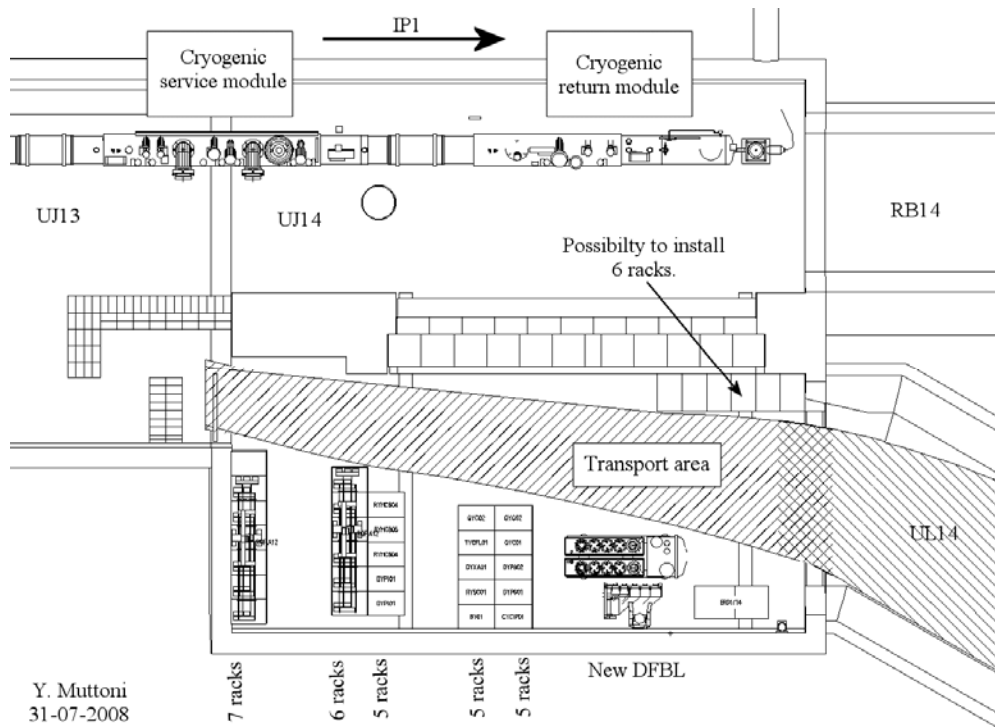 IP1
Cryogenic
service module
Cryogenic
return module
UJ13
UJ14
RB14
Possibilty to install
6 racks.
Transport area
UL14
New DFBL
7 racks
6 racks
5 racks
5 racks
5 racks
Y. Muttoni
31-07-2008